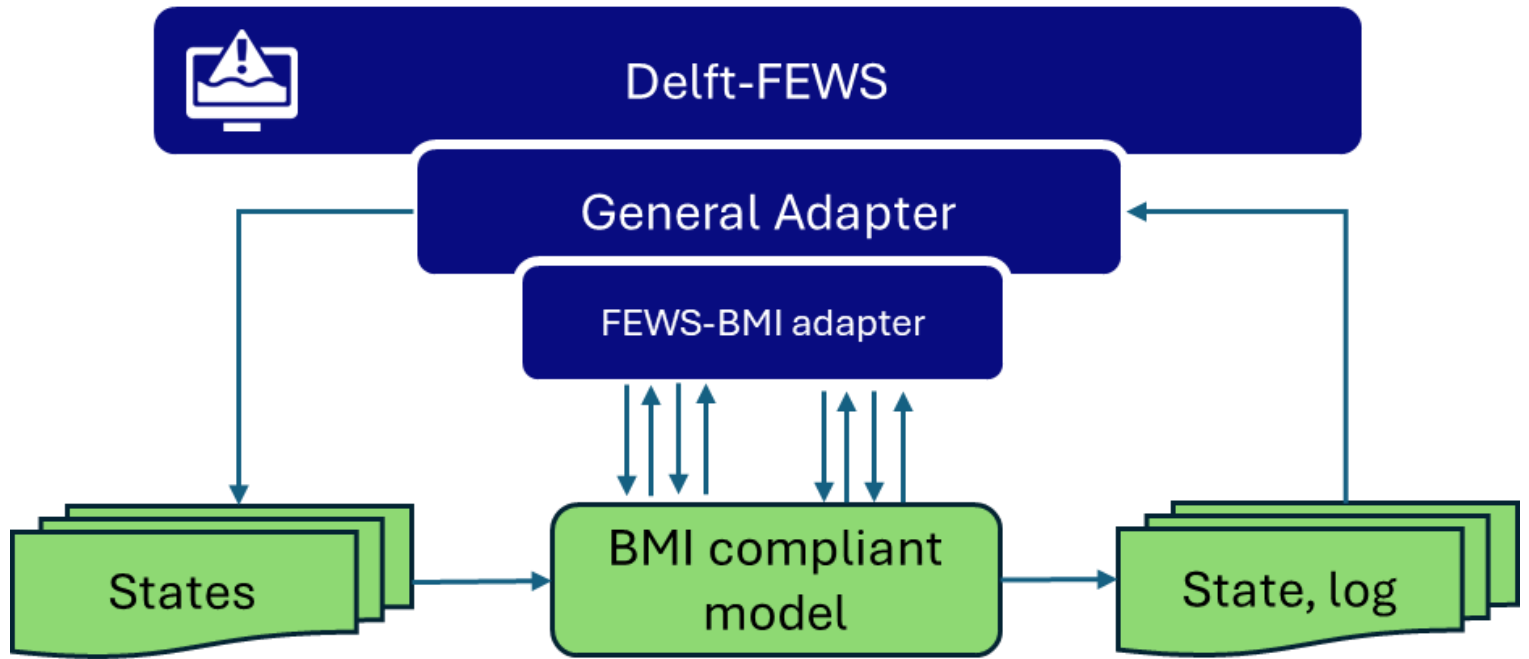 Delft-FEWS
General Adapter
FEWS-BMI adapter
States
BMI compliant
model
State, log